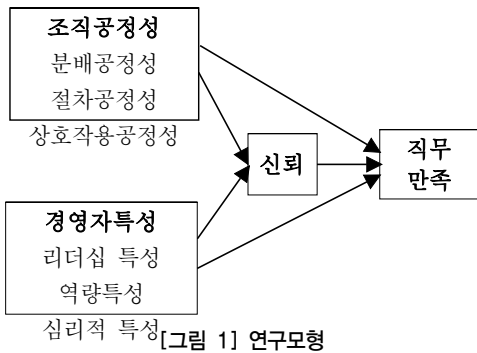 조직공정성
분배공정성
절차공정성
상호작용공정성
신뢰
직무
만족
경영자특성
리더십 특성
역량특성
심리적 특성
[그림 1] 연구모형